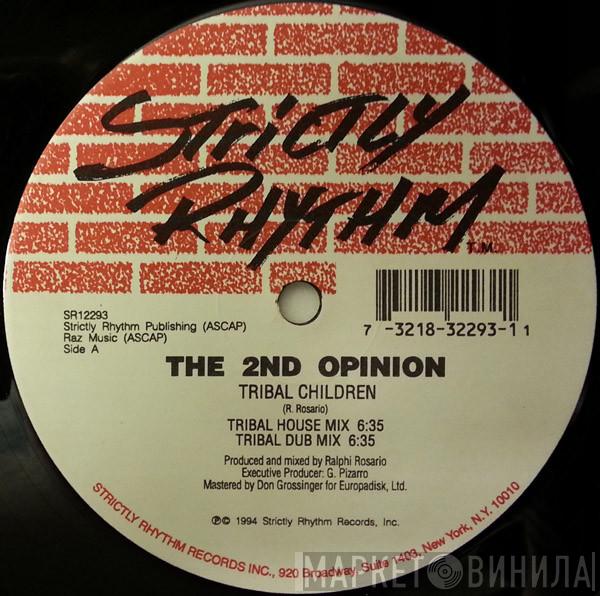 STRICTLY
RHYTHM
T.M.
SR12293
Strictly Rhythm Publishing (ASCAP)
Raz Music (ASCAP)
Side A
7 -3218-32293-1 1
THE 2ND OPINION
TRIBAL CHILDREN
(R. Rosario)
TRIBAL HOUSE MIX 6:35
TRIBAL DUB MIX 6:35
Produced and mixed by Ralphi Rosario
Executive Producer: G. Pizarro
Mastered by Don Grossinger for Europadisk, Ltd.
℗© 1994 Strictly Rhythm Records, Inc.
STRICTLY RHYTHM RECORDS INC., 920 Broadway, Suite 1403, New York, N.Y. 10010
МАРКЕТ ВИНИЛА